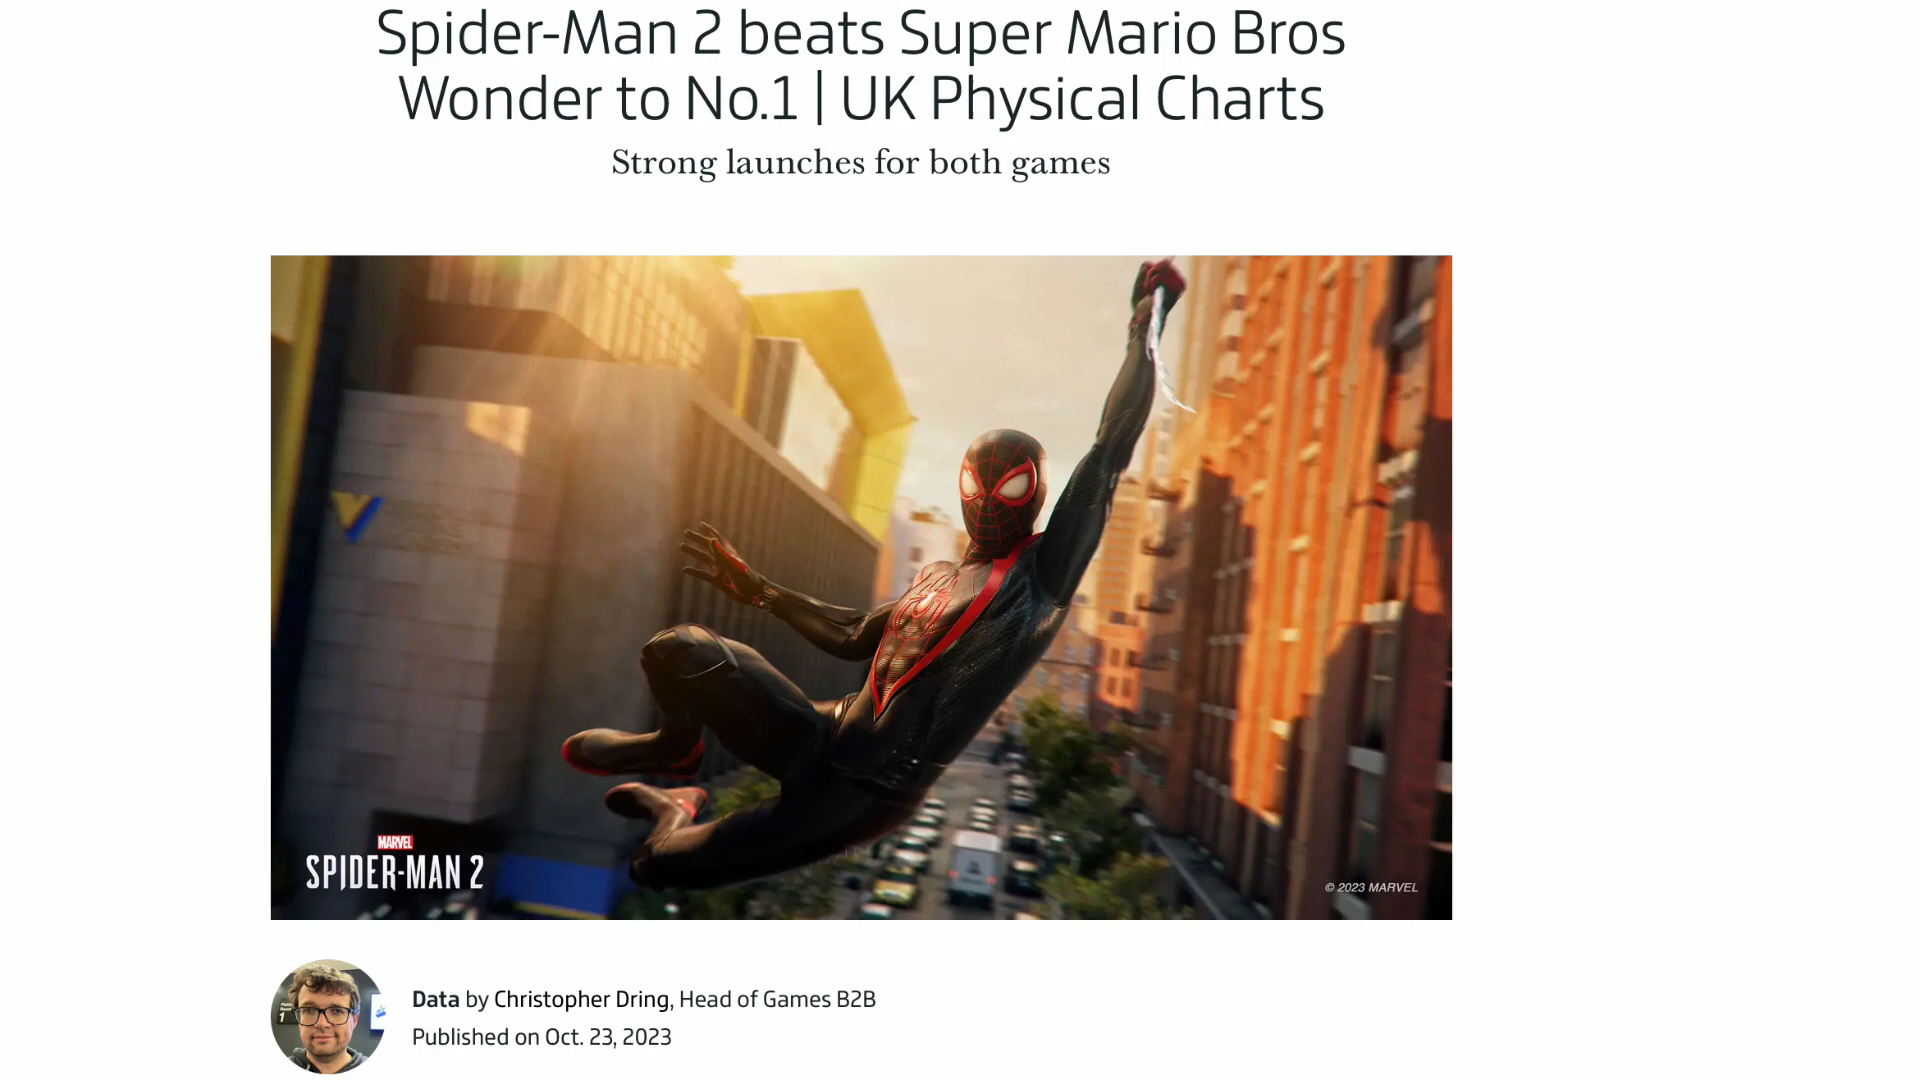 Spider-Man 2 beats Super Mario Bros
Wonder to No.1 | UK Physical Charts
Strong launches for both games
MARVEL
SPIDER-MAN 2
© 2023 MARVEL
Data by Christopher Dring, Head of Games B2B
Published on Oct. 23, 2023